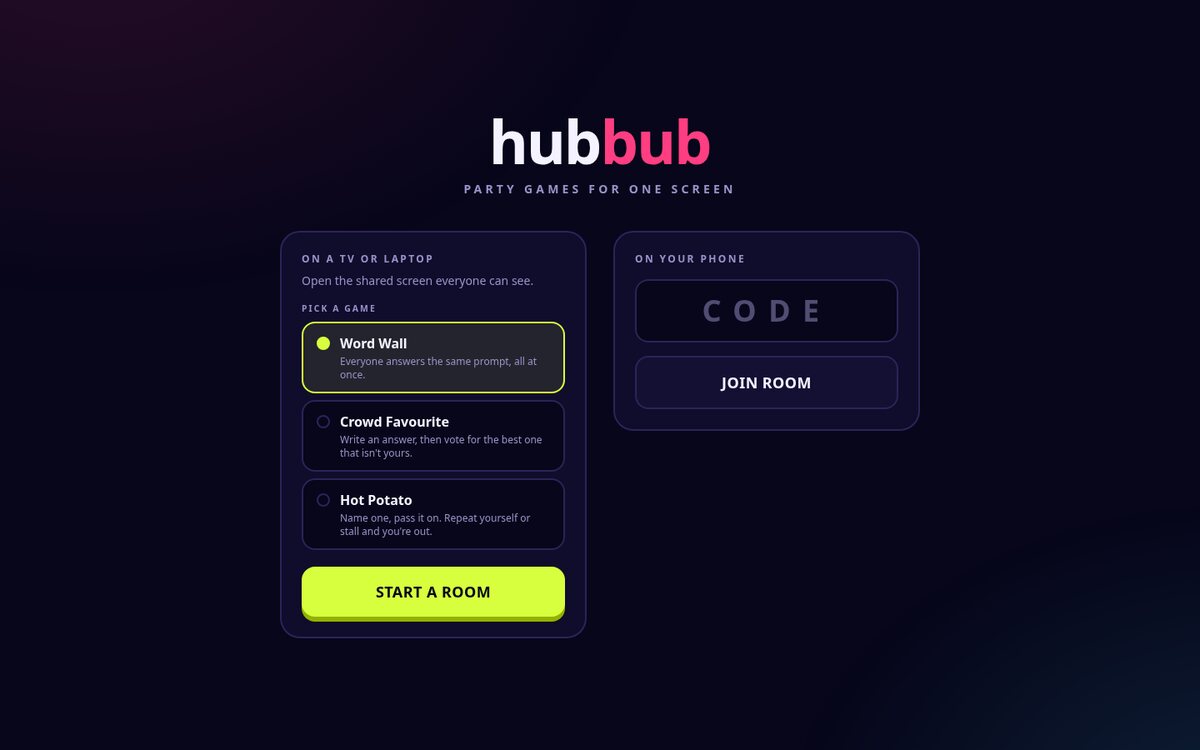 hubbub
PARTY GAMES FOR ONE SCREEN
ON A TV OR LAPTOP
Open the shared screen everyone can see.
PICK A GAME
Word Wall
Everyone answers the same prompt, all at
once.
Crowd Favourite
Write an answer, then vote for the best one
that isn't yours.
Hot Potato
Name one, pass it on. Repeat yourself or
stall and you're out.
START A ROOM
ON YOUR PHONE
CODE
JOIN ROOM